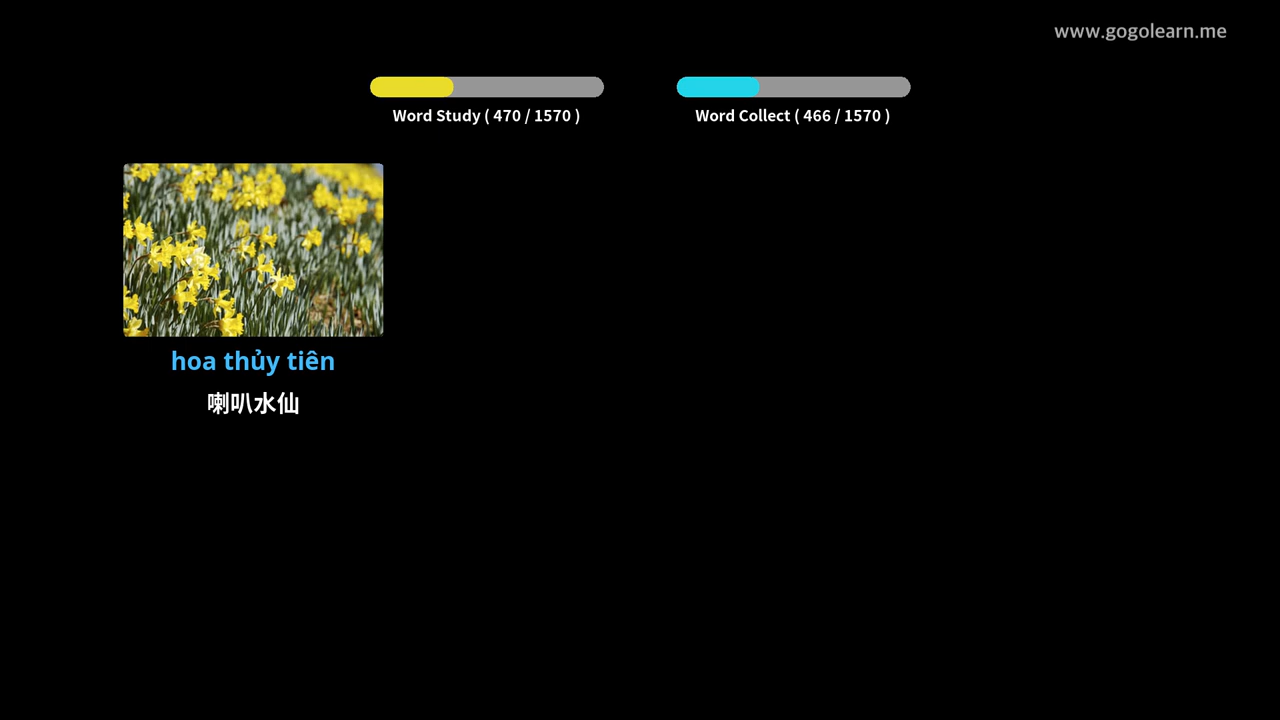 www.gogolearn.me
Word Study ( 470 / 1570 )
Word Collect ( 466 / 1570 )
hoa thủy tiên
喇叭水仙